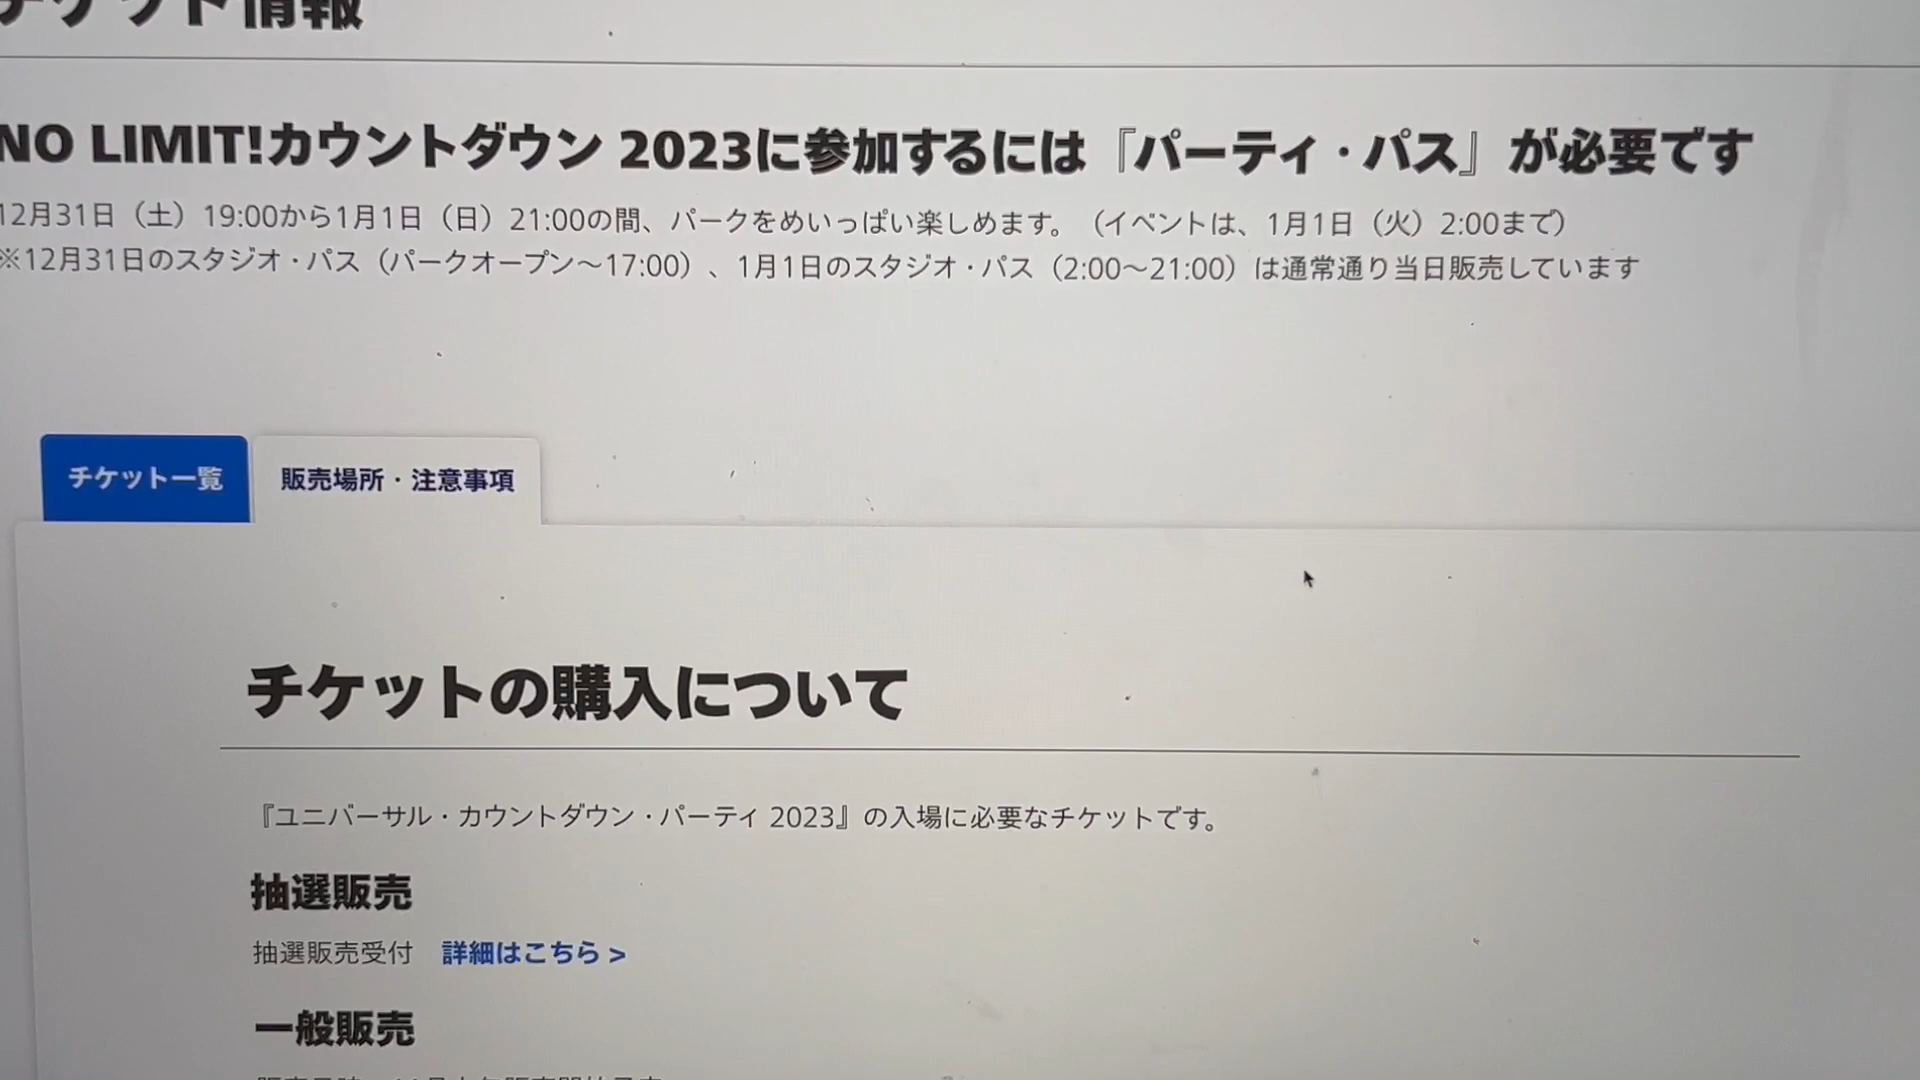 チケット情報
NO LIMIT!カウントダウン 2023に参加するには『パーティ・パス』が必要です
12月31日（土）19:00から1月1日（日）21:00の間、パークをめいっぱい楽しめます。（イベントは、1月1日（火）2:00まで）
※12月31日のスタジオ・パス（パークオープン～17:00）、1月1日のスタジオ・パス（2:00～21:00）は通常通り当日販売しています
チケット一覧
販売場所・注意事項
チケットの購入について
『ユニバーサル・カウントダウン・パーティ 2023』の入場に必要なチケットです。
抽選販売
抽選販売受付 詳細はこちら >
一般販売